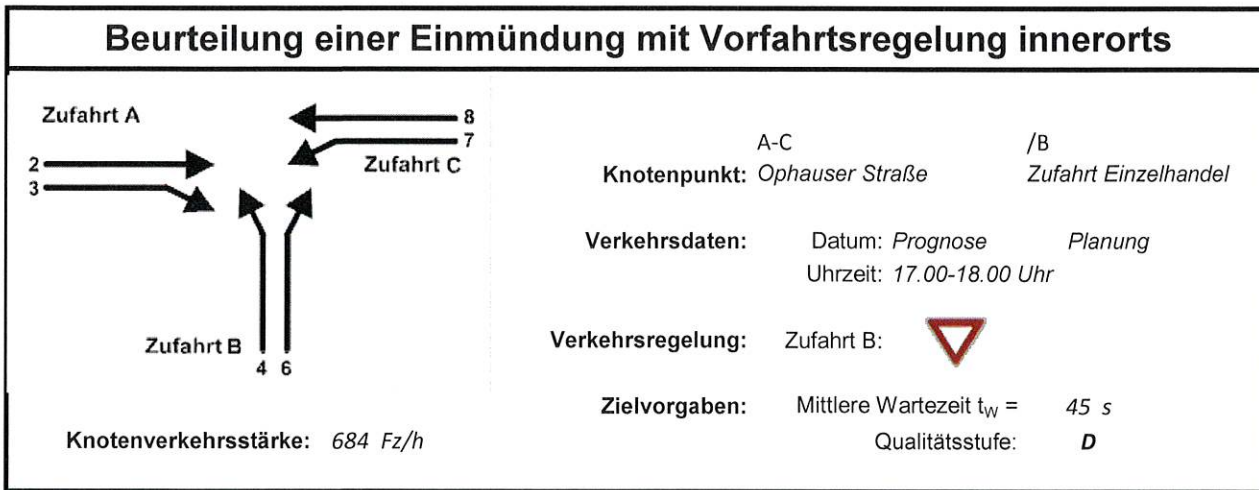 Beurteilung einer Einmündung mit Vorfahrtsregelung innerorts
Zufahrt A
8
7
2
Zufahrt C
3
Zufahrt B
4 6
Knotenverkehrsstärke: 684 Fz/h
A-C /B
Knotenpunkt: Ophauser Straße Zufahrt Einzelhandel
Verkehrsdaten: Datum: Prognose Planung
Uhrzeit: 17.00-18.00 Uhr
Verkehrsregelung: Zufahrt B:
Zielvorgaben: Mittlere Wartezeit tW = 45 s
Qualitätsstufe: D